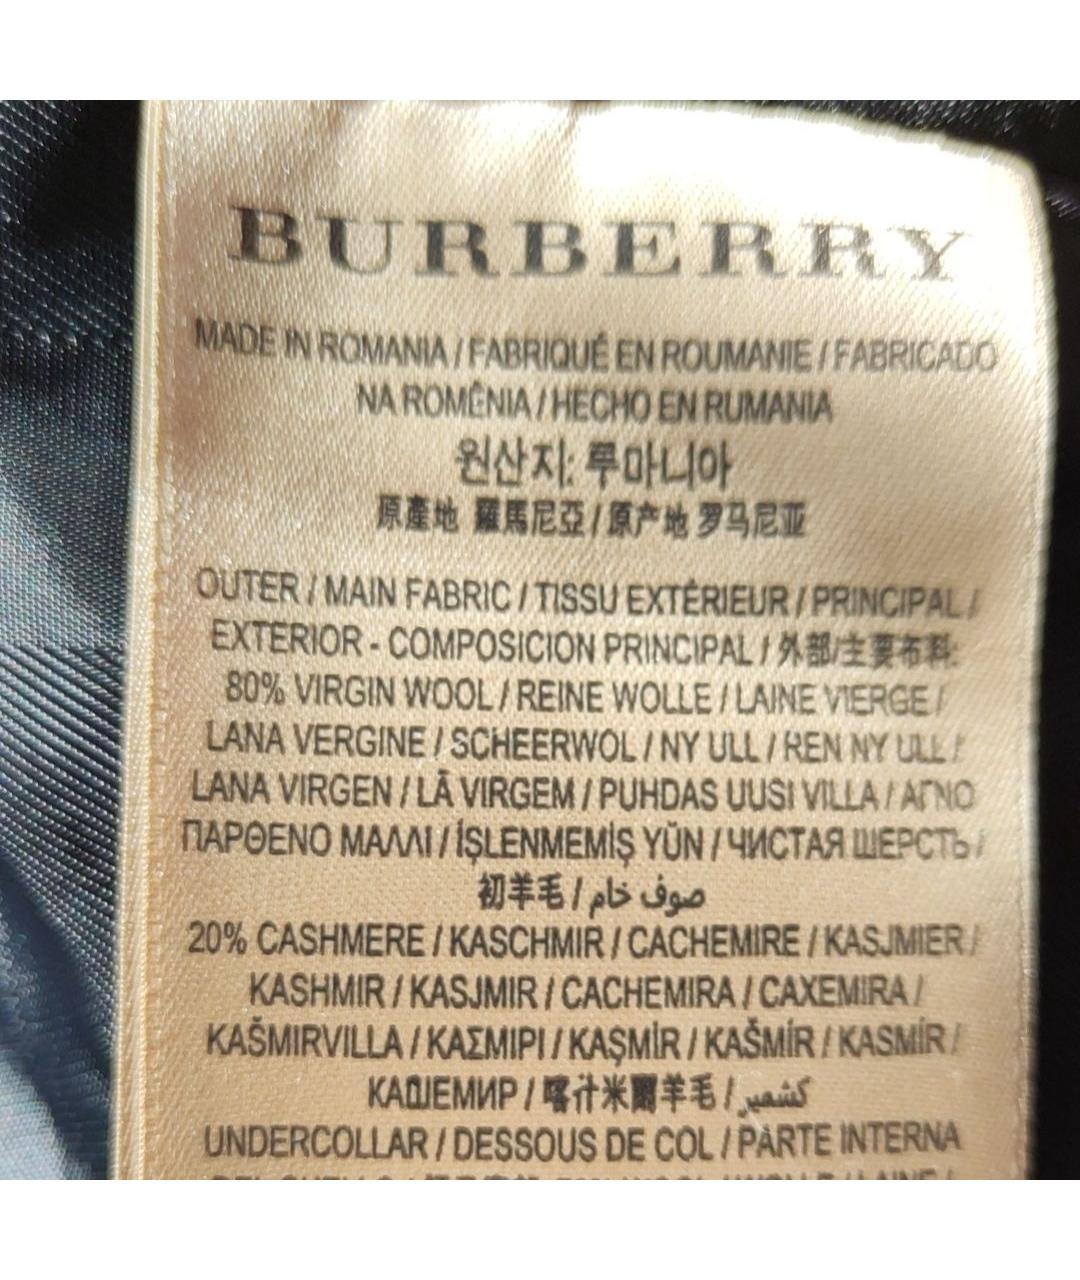 BURBERRY
MADE IN ROMANIA / FABRIQUÉ EN ROUMANIE / FABRICADO
NA ROMÊNIA / HECHO EN RUMANIA
원산지: 루마니아
原產地 羅馬尼亞 / 原产地 罗马尼亚
OUTER / MAIN FABRIC / TISSU EXTÉRIEUR / PRINCIPAL /
EXTERIOR - COMPOSICION PRINCIPAL / 外部/主要布料:
80% VIRGIN WOOL / REINE WOLLE / LAINE VIERGE /
LANA VERGINE / SCHEERWOL / NY ULL / REN NY ULL /
LANA VIRGEN / LÃ VIRGEM / PUHDAS UUSI VILLA / ΑΓΝΟ
ΠΑΡΘΕΝΟ ΜΑΛΛΙ / İŞLENMEMİŞ YÜN / ЧИСТАЯ ШЕРСТЬ /
初羊毛 / صوف خام
20% CASHMERE / KASCHMIR / CACHEMIRE / KASJMIER /
KASHMIR / KASJMIR / CACHEMIRA / CAXEMIRA /
KAŠMIRVILLA / ΚΑΣΜΙΡΙ / KAŞMİR / KAŠMÍR / KASMÍR /
КАШЕМИР / 喀什米爾羊毛 / كشمير
UNDERCOLLAR / DESSOUS DE COL / PARTE INTERNA